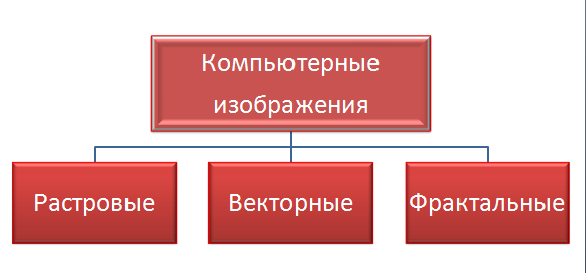 Компьютерные
изображения
Растровые
Векторные
Фрактальные